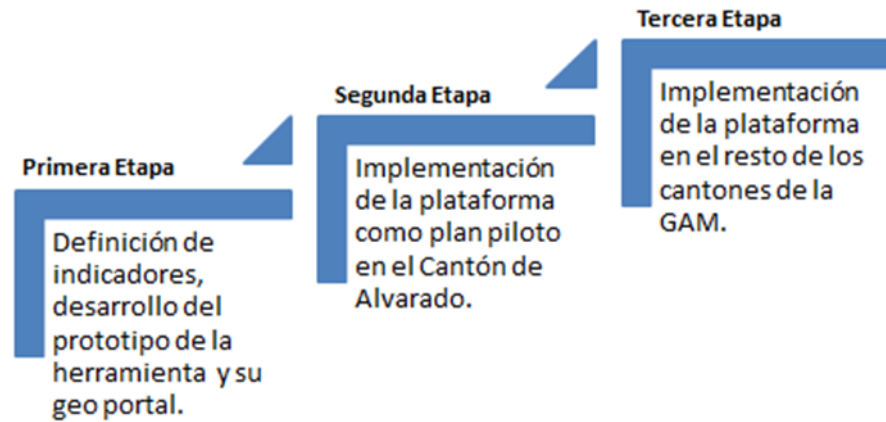 Primera Etapa
Definición de
indicadores,
desarrollo del
prototipo de la
herramienta y su
geo portal.
Segunda Etapa
Implementación
de la plataforma
como plan piloto
en el Cantón de
Alvarado.
Tercera Etapa
Implementación
de la plataforma
en el resto de los
cantones de la
GAM.